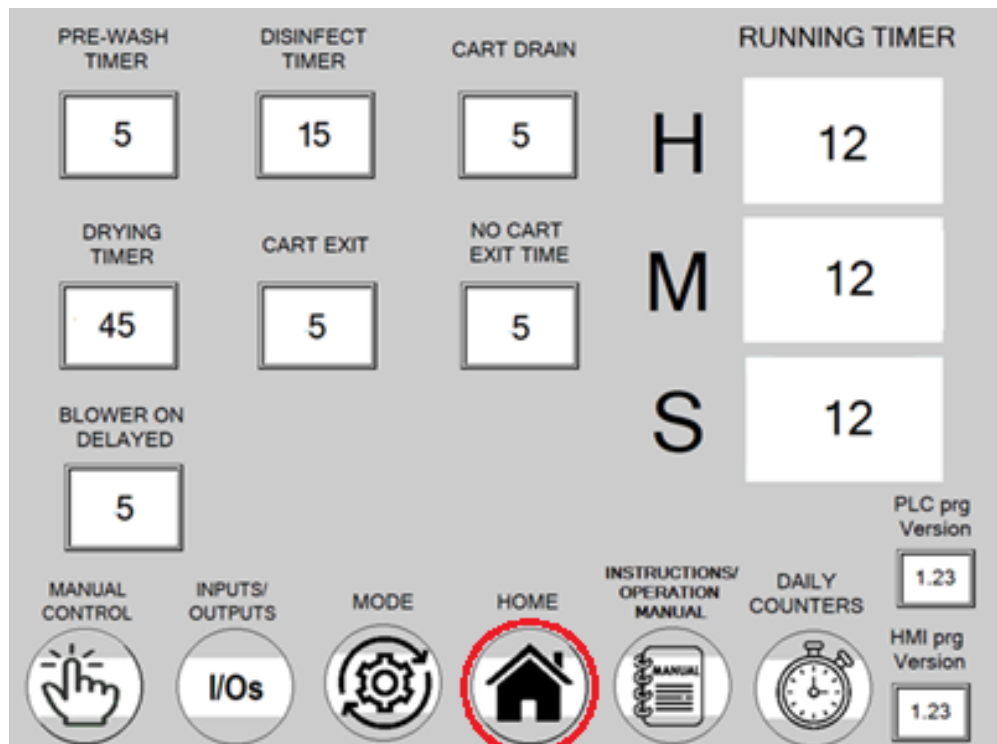 PRE-WASH
TIMER
DISINFECT
TIMER
CART DRAIN
RUNNING TIMER
5
15
5
H
12
DRYING
TIMER
CART EXIT
NO CART
EXIT TIME
45
5
5
M
12
BLOWER ON
DELAYED
5
S
12
PLC prg
Version
1.23
MANUAL
CONTROL
INPUTS/
OUTPUTS
MODE
HOME
INSTRUCTIONS/
OPERATION
MANUAL
DAILY
COUNTERS
I/Os
MANUAL
HMI prg
Version
1.23